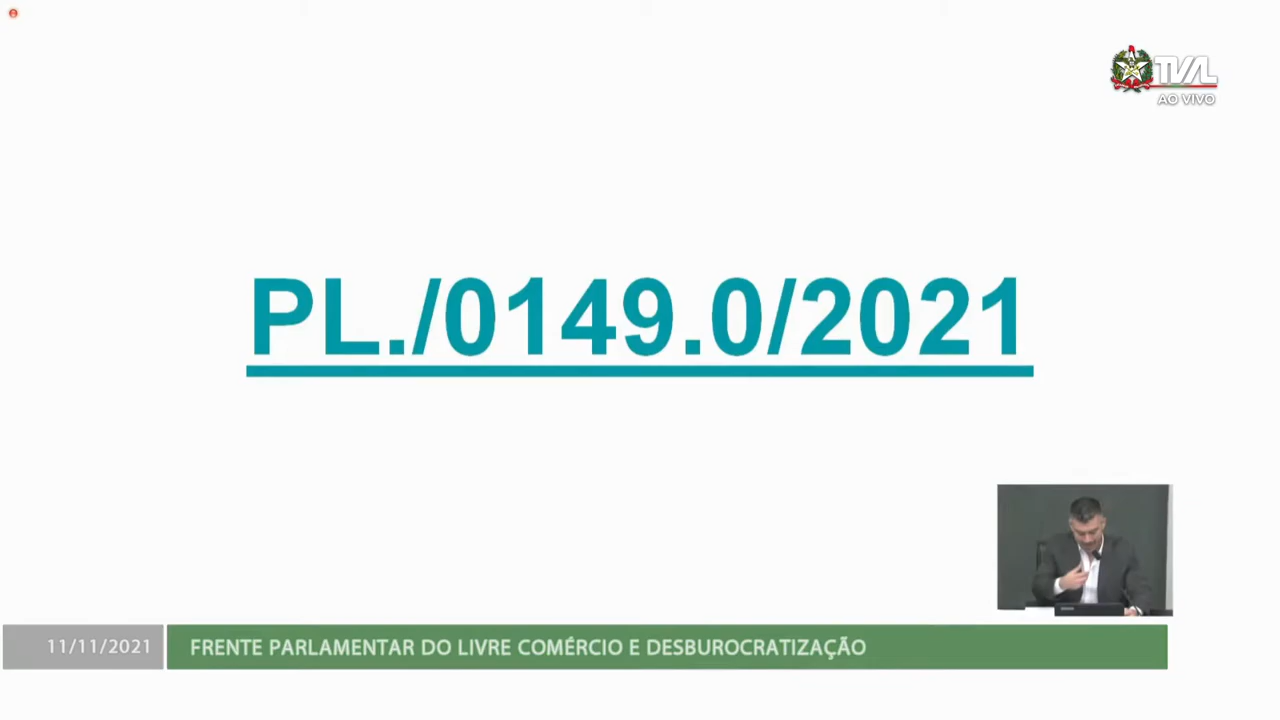 TVAL
AO VIVO
PL./0149.0/2021
11/11/2021
FRENTE PARLAMENTAR DO LIVRE COMÉRCIO E DESBUROCRATIZAÇÃO